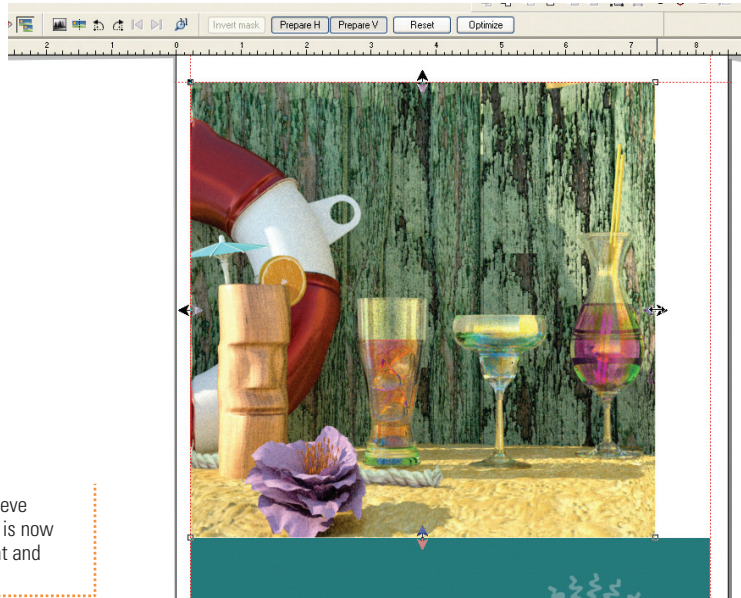 Invert mask Prepare H Prepare V Reset Optimize
2 1 0 1 2 3 4 5 6 7 8
eve
is now
t and